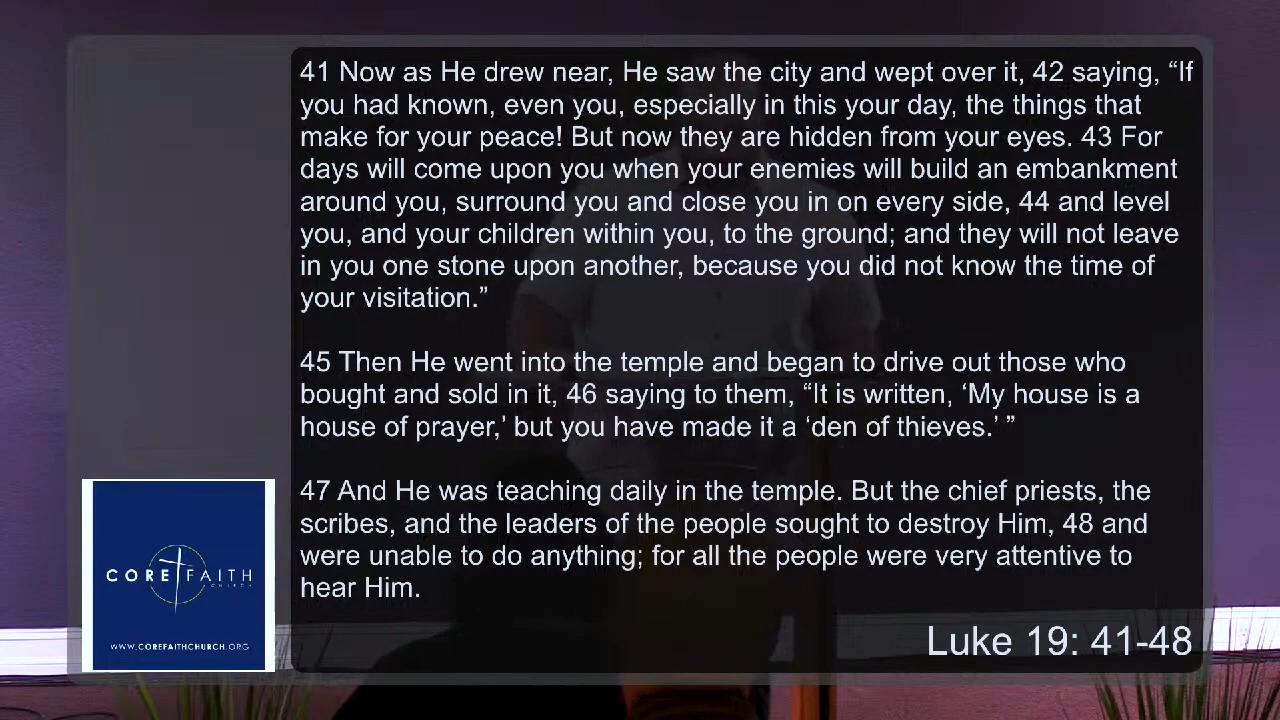 41 Now as He drew near, He saw the city and wept over it, 42 saying, “If
you had known, even you, especially in this your day, the things that
make for your peace! But now they are hidden from your eyes. 43 For
days will come upon you when your enemies will build an embankment
around you, surround you and close you in on every side, 44 and level
you, and your children within you, to the ground; and they will not leave
in you one stone upon another, because you did not know the time of
your visitation.”
45 Then He went into the temple and began to drive out those who
bought and sold in it, 46 saying to them, “It is written, ‘My house is a
house of prayer,’ but you have made it a ‘den of thieves.’ ”
47 And He was teaching daily in the temple. But the chief priests, the
scribes, and the leaders of the people sought to destroy Him, 48 and
were unable to do anything; for all the people were very attentive to
hear Him.
Luke 19: 41-48
CORE FAITH
CHURCH
WWW.COREFAITHCHURCH.ORG